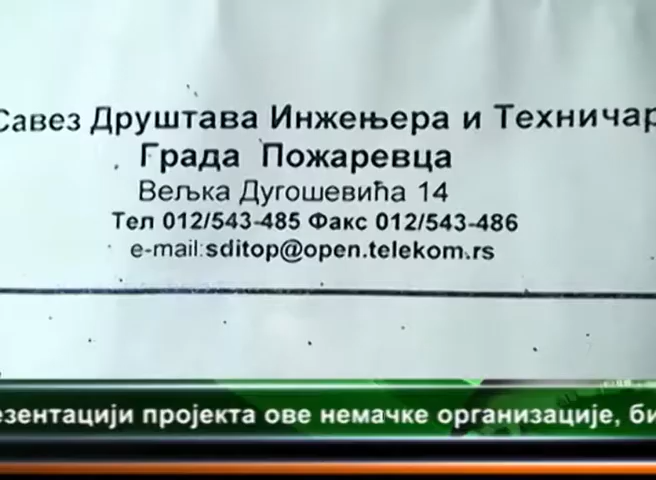 Савез Друштава Инжењера и Техничар
Града Пожаревца
Вељка Дугошевића 14
Тел 012/543-485 Факс 012/543-486
e-mail:sditop@open.telekom.rs
езентацији пројекта ове немачке организације, би